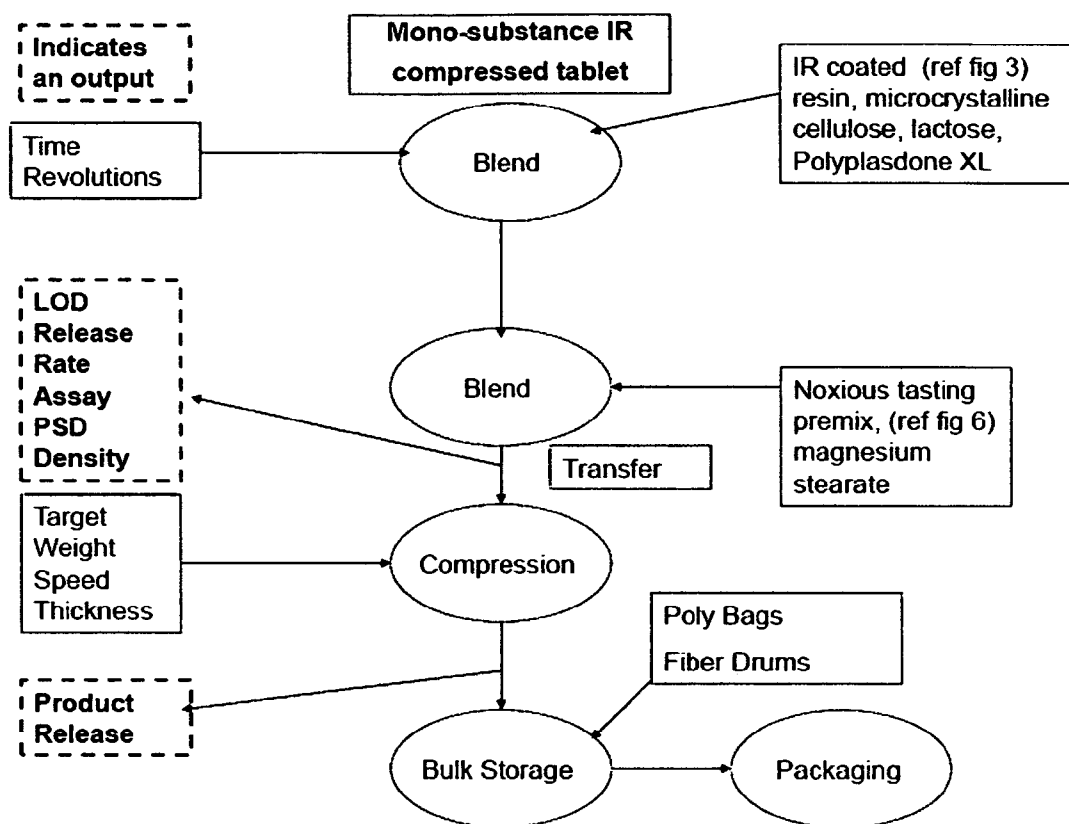 Indicates
an output
Mono-substance IR
compressed tablet
IR coated (ref fig 3)
resin, microcrystalline
cellulose, lactose,
Polyplasdone XL
Time
Revolutions
Blend
LOD
Release
Rate
Assay
PSD
Density
Blend
Noxious tasting
premix, (ref fig 6)
magnesium
stearate
Transfer
Target
Weight
Speed
Thickness
Compression
Poly Bags
Fiber Drums
Product
Release
Bulk Storage
Packaging